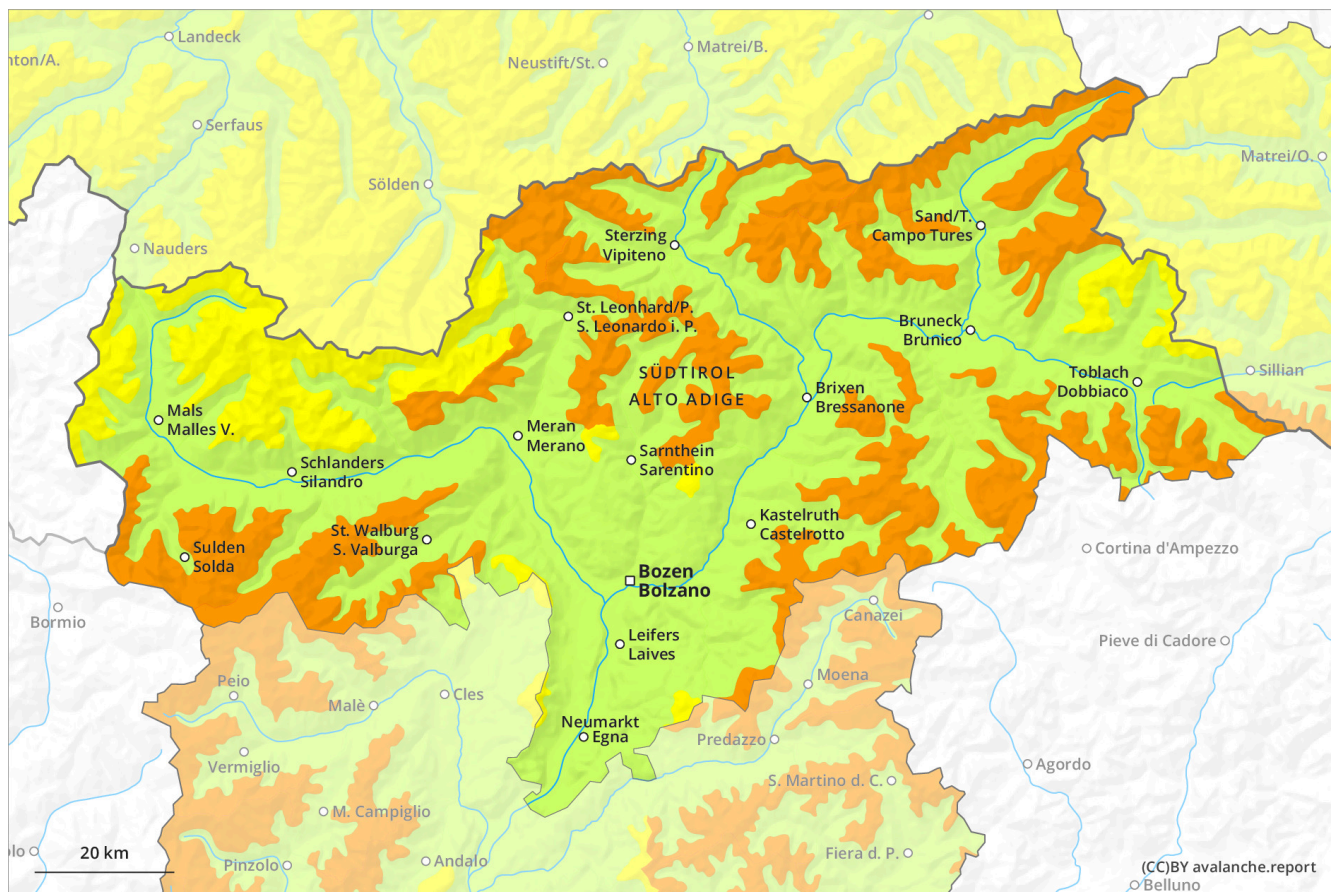 Landeck
Matrei/B.
nton/A.
Neustift/St.
Serfaus
Matrei/O.
Sölden
Sand/T.
Campo Tures
Sterzing
Vipiteno
Nauders
St. Leonhard/P.
S. Leonardo i. P.
Bruneck
Brunico
SÜDTIROL
ALTO ADIGE
Toblach
Dobbiaco
Sillian
Brixen
Bressanone
Mals
Malles V.
Meran
Merano
Sarnthein
Sarentino
Schlanders
Silandro
Kastelruth
Castelrotto
St. Walburg
S. Valburga
Sulden
Solda
Cortina d'Ampezzo
Bozen
Bolzano
Canazei
Bormio
Leifers
Laives
Pieve di Cadore
Moena
Peio
Cles
Malè
Neumarkt
Egna
Predazzo
Vermiglio
Agordo
S. Martino d. C.
M. Campiglio
20 km
olo
Pinzolo
Andalo
Fiera d. P.
(CC)BY avalanche.report
Belluno